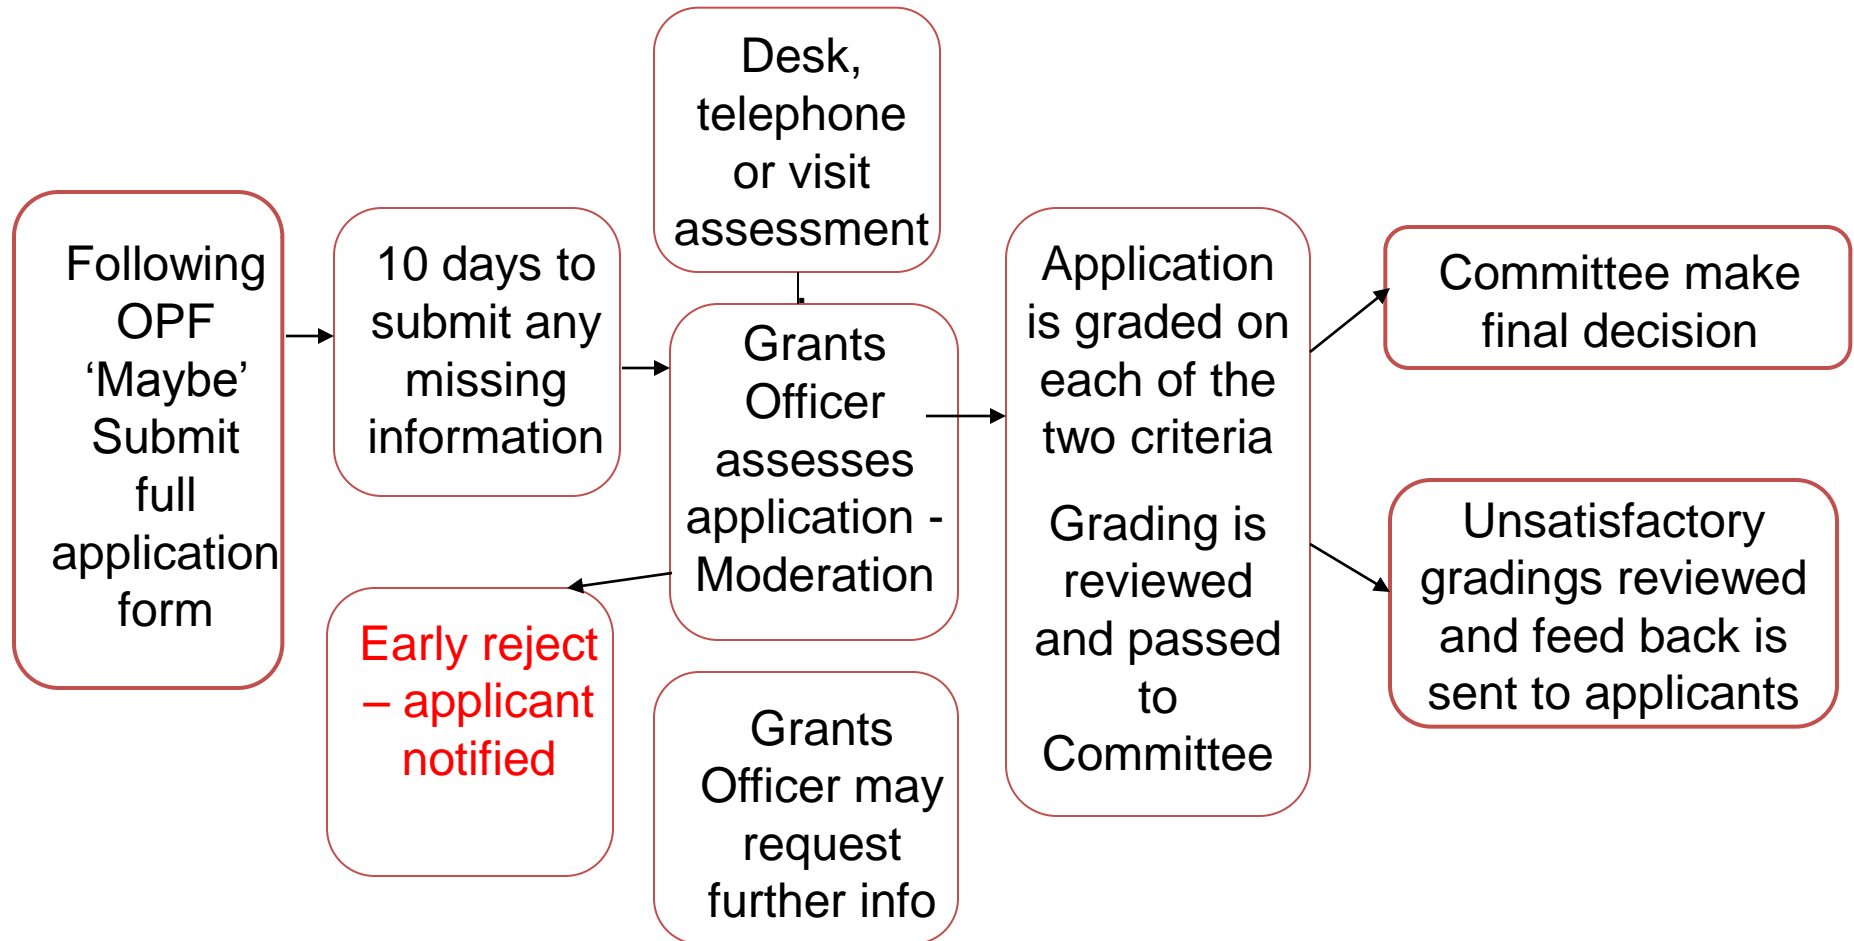 Following
OPF
‘Maybe’
Submit
full
application
form
10 days to
submit any
missing
information
Desk,
telephone
or visit
assessment
Grants
Officer
assesses
application -
Moderation
Early reject
– applicant
notified
Grants
Officer may
request
further info
Application
is graded on
each of the
two criteria
Grading is
reviewed
and passed
to
Committee
Committee make
final decision
Unsatisfactory
gradings reviewed
and feed back is
sent to applicants